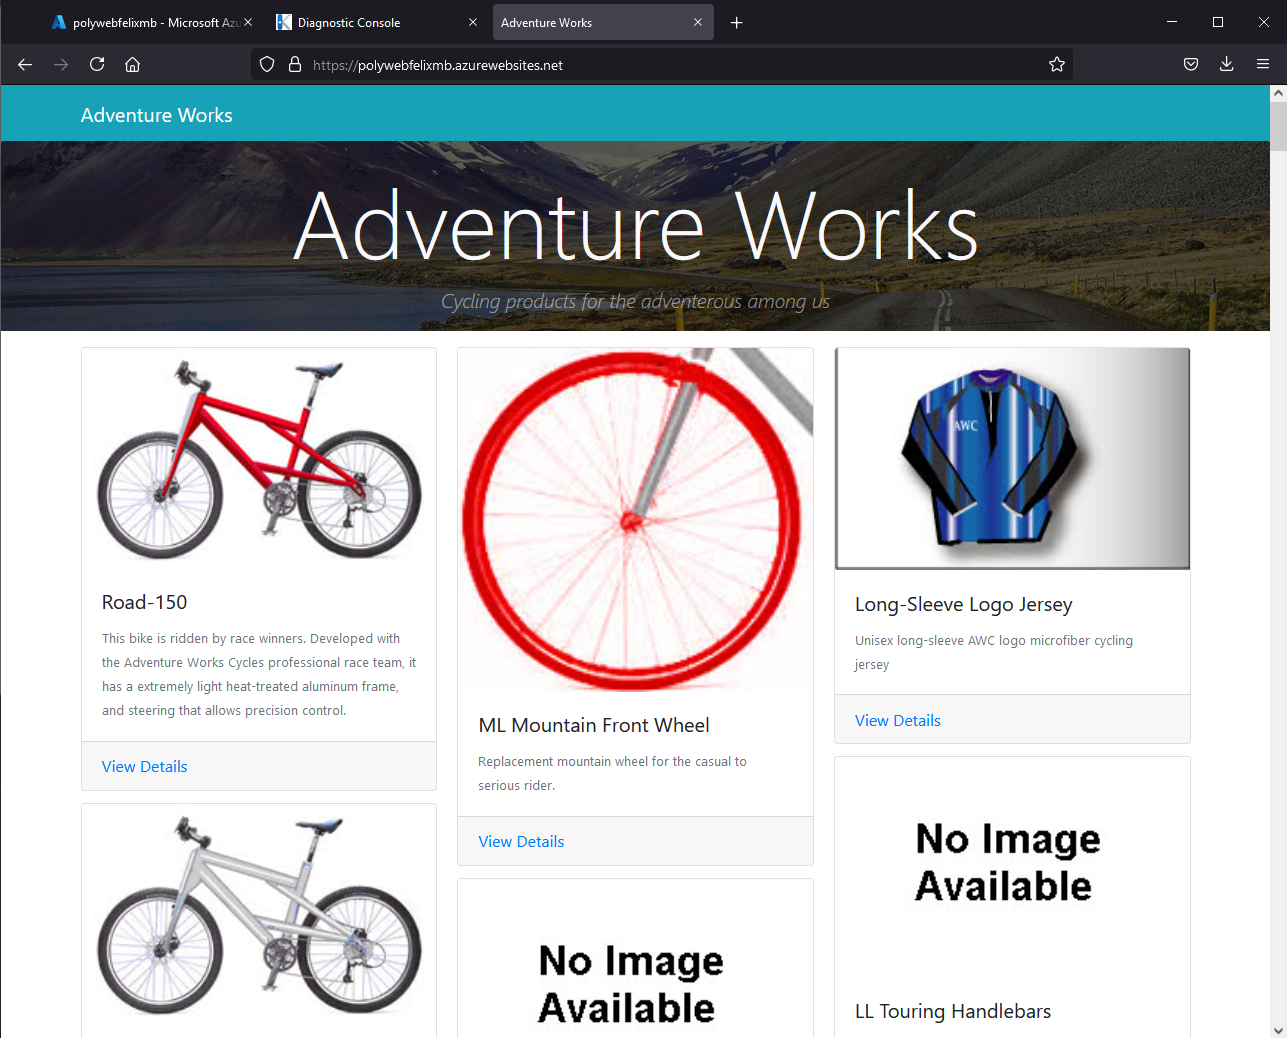 polywebfelixmb - Microsoft Azu
Diagnostic Console
Adventure Works
https://polywebfelixmb.azurewebsites.net
Adventure Works
Adventure Works
Cycling products for the adventerous among us
Road-150
This bike is ridden by race winners. Developed with
the Adventure Works Cycles professional race team, it
has a extremely light heat-treated aluminum frame,
and steering that allows precision control.
View Details
ML Mountain Front Wheel
Replacement mountain wheel for the casual to
serious rider.
View Details
No Image
Available
AWC
Long-Sleeve Logo Jersey
Unisex long-sleeve AWC logo microfiber cycling
jersey
View Details
No Image
Available
LL Touring Handlebars